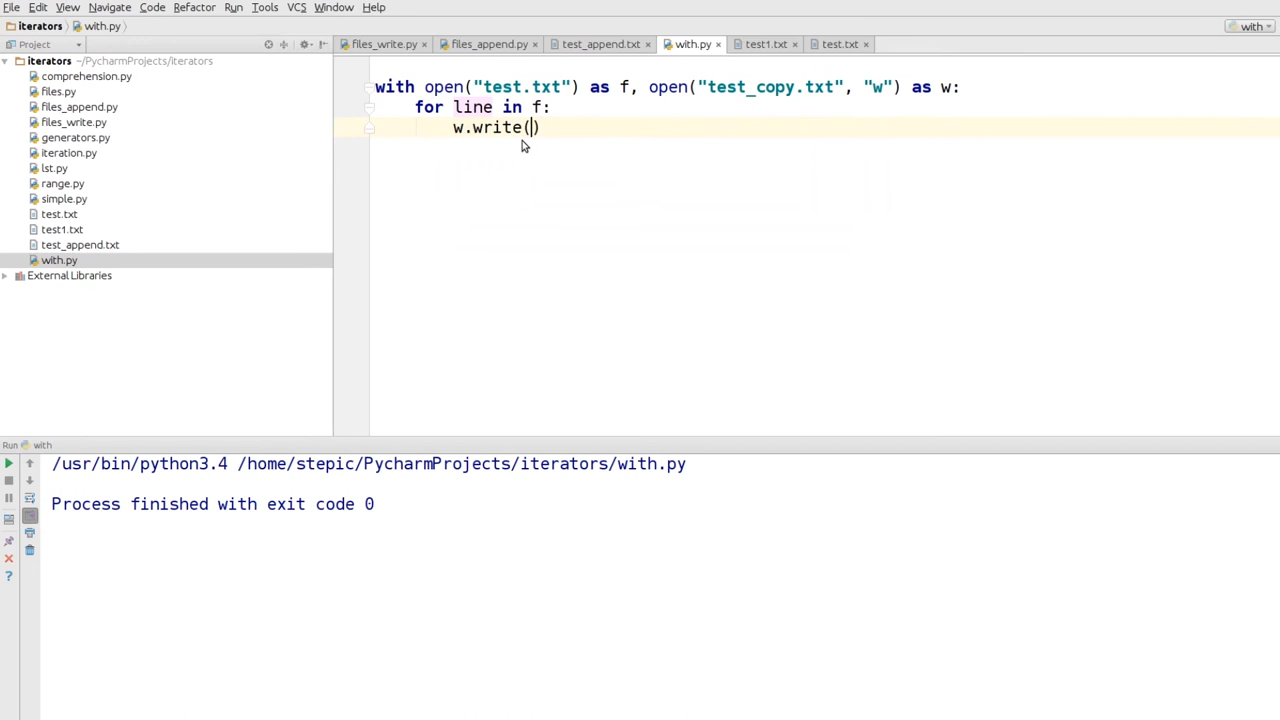 File Edit View Navigate Code Refactor Run Tools VCS Window Help
iterators with.py with
Project files_write.py files_append.py test_append.txt with.py test1.txt test.txt
iterators ~/PycharmProjects/iterators
comprehension.py
files.py
files_append.py
files_write.py
generators.py
iteration.py
lst.py
range.py
simple.py
test.txt
test1.txt
test_append.txt
with.py
External Libraries
with open("test.txt") as f, open("test_copy.txt", "w") as w:
for line in f:
w.write()
Run with
/usr/bin/python3.4 /home/stepic/PycharmProjects/iterators/with.py
Process finished with exit code 0